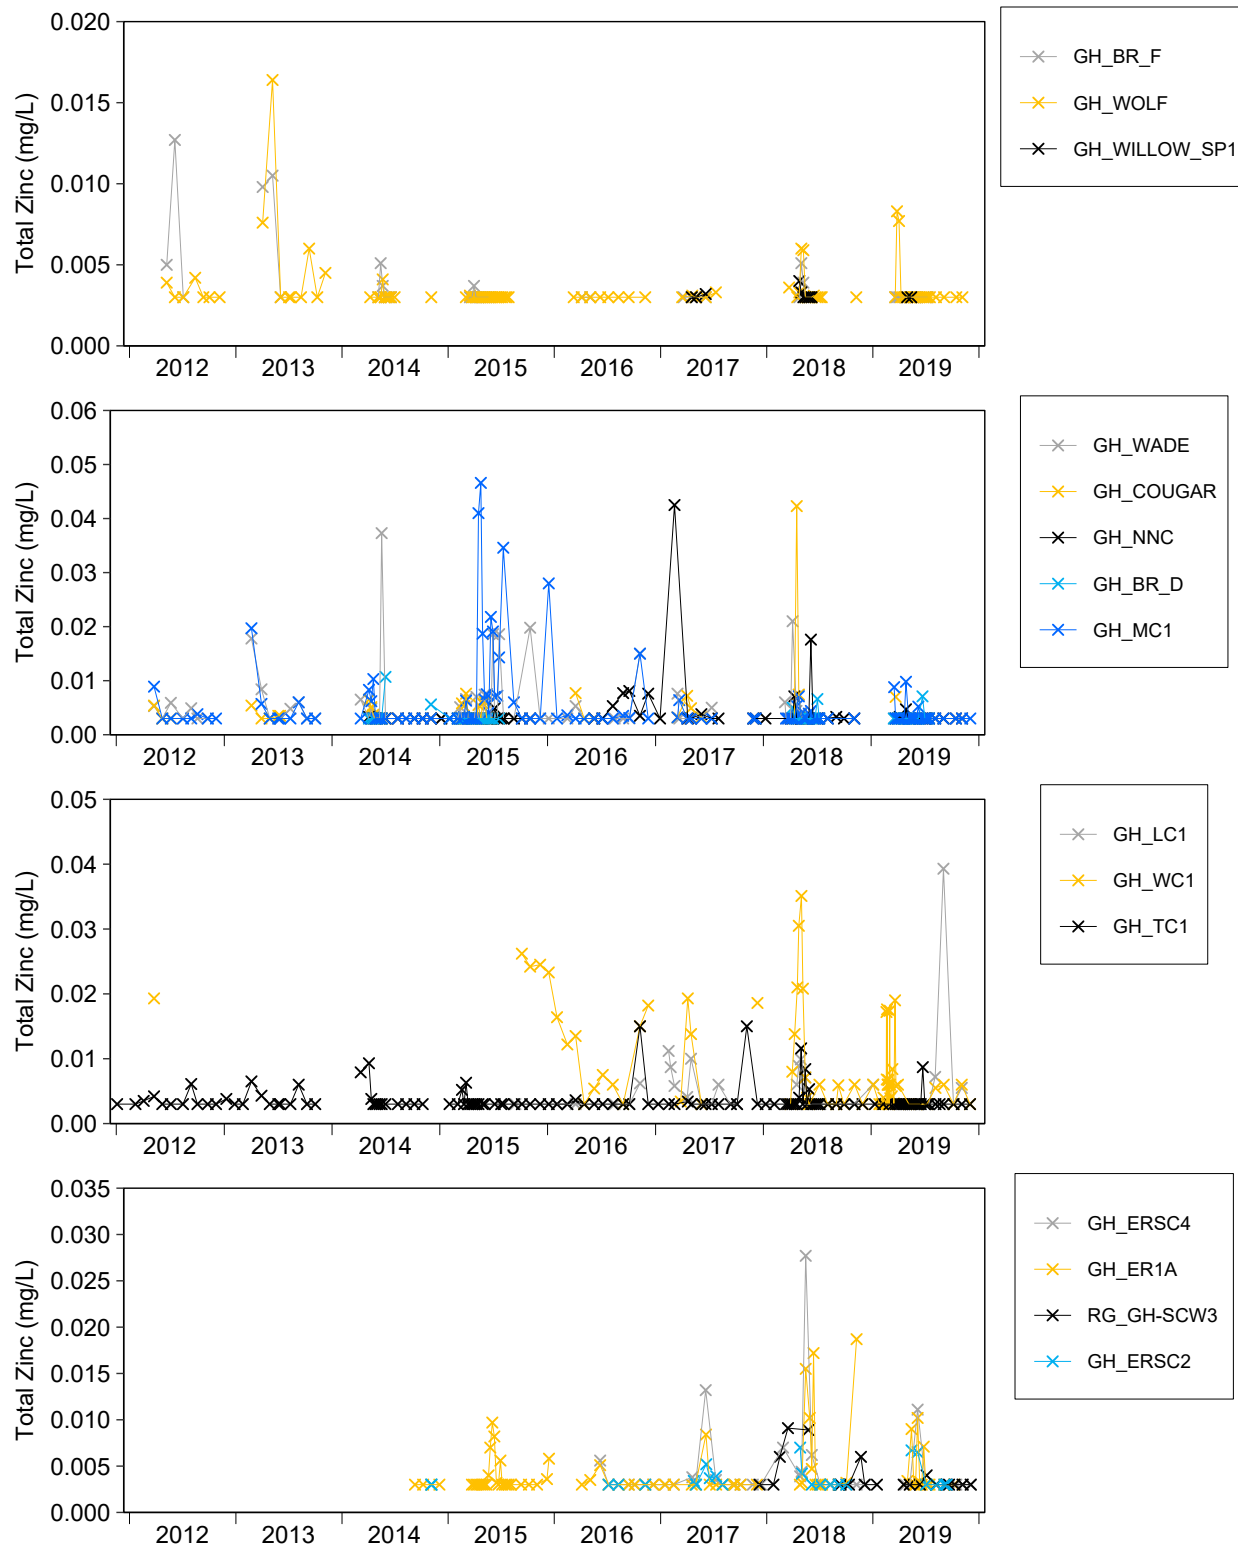 Total Zinc (mg/L)
0.020
0.015
0.010
0.005
0.000
2012 2013 2014 2015 2016 2017 2018 2019
GH_BR_F
GH_WOLF
GH_WILLOW_SP1
Total Zinc (mg/L)
0.06
0.05
0.04
0.03
0.02
0.01
0.00
2012 2013 2014 2015 2016 2017 2018 2019
GH_WADE
GH_COUGAR
GH_NNC
GH_BR_D
GH_MC1
Total Zinc (mg/L)
0.05
0.04
0.03
0.02
0.01
0.00
2012 2013 2014 2015 2016 2017 2018 2019
GH_LC1
GH_WC1
GH_TC1
Total Zinc (mg/L)
0.035
0.030
0.025
0.020
0.015
0.010
0.005
0.000
2012 2013 2014 2015 2016 2017 2018 2019
GH_ERSC4
GH_ER1A
RG_GH-SCW3
GH_ERSC2